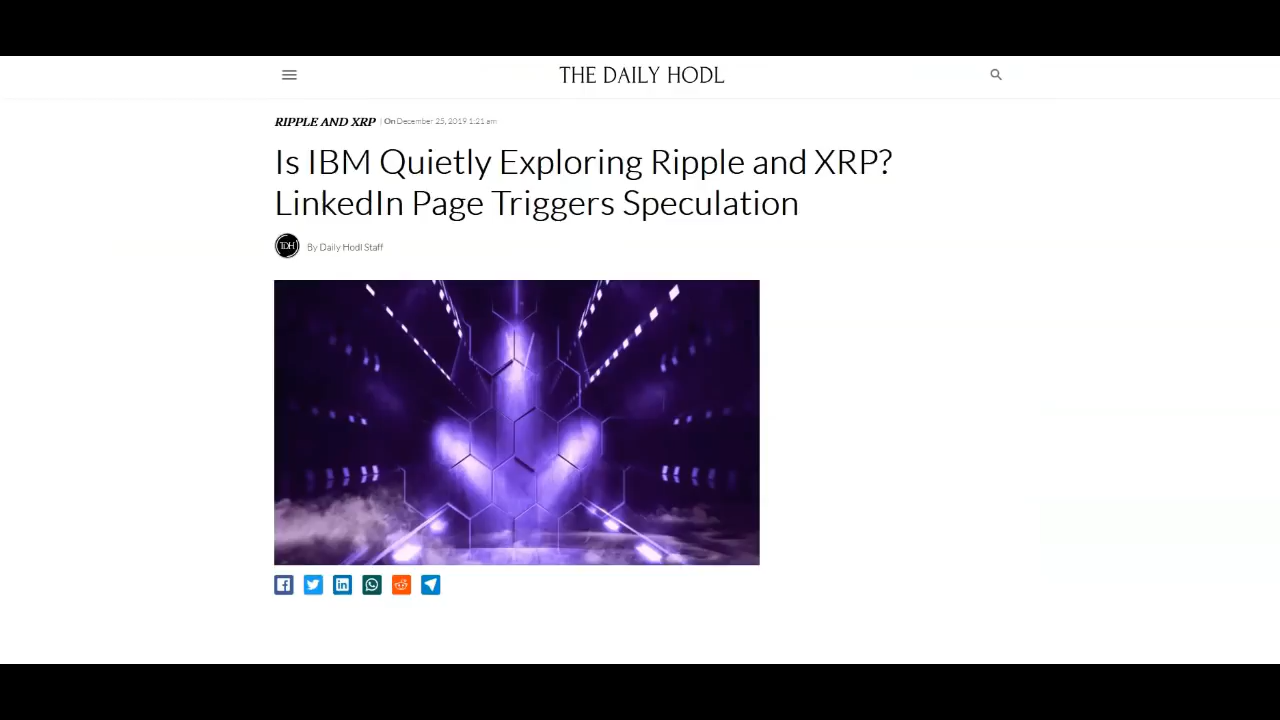 THE DAILY HODL
RIPPLE AND XRP | On December 25, 2019 1:21 am
Is IBM Quietly Exploring Ripple and XRP?
LinkedIn Page Triggers Speculation
TDH By Daily Hodl Staff